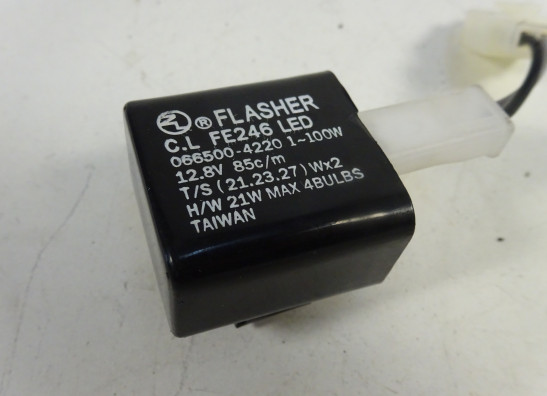 ® FLASHER
C.L FE246 LED
066500-4220 1~100W
12.8V 85c/m
T/S (21.23.27) Wx2
H/W 21W MAX 4BULBS
TAIWAN